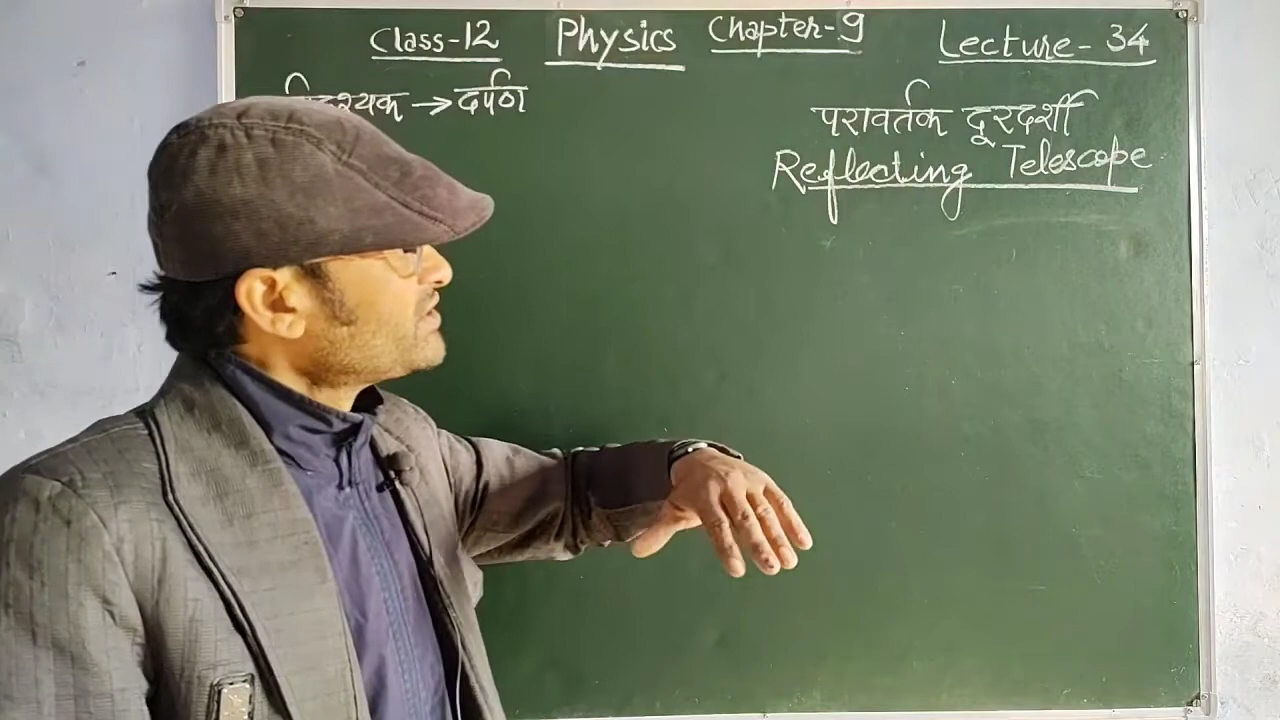 Class-12 Physics Chapter-9 Lecture-34
→ दर्पण
परावर्तक दूरदर्शी
Reflecting Telescope